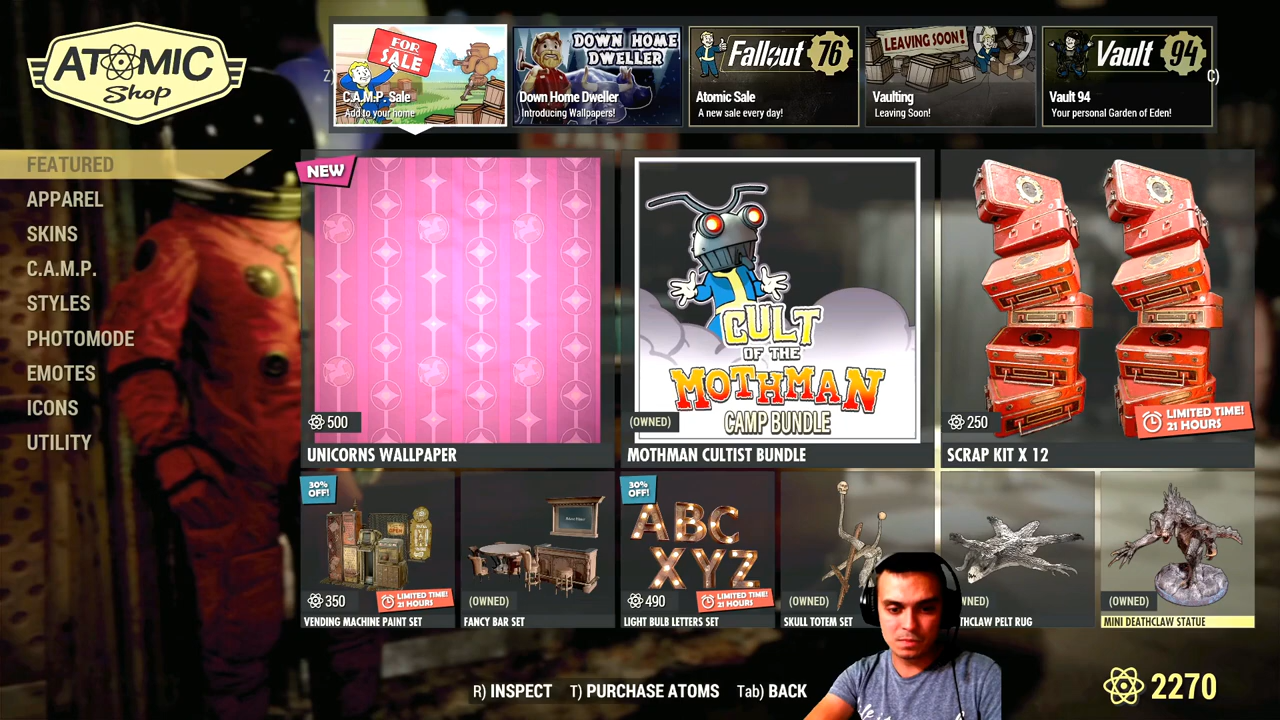 ATOMIC
Shop
Z)
FOR
SALE
C.A.M.P. Sale
Add to your home
DOWN HOME
DWELLER
Down Home Dweller
Introducing Wallpapers!
Fallout 76
Atomic Sale
A new sale every day!
LEAVING SOON!
Vaulting
Leaving Soon!
Vault 94
Vault 94
Your personal Garden of Eden!
C)
FEATURED
APPAREL
SKINS
C.A.M.P.
STYLES
PHOTOMODE
EMOTES
ICONS
UTILITY
NEW
500
UNICORNS WALLPAPER
CULT
OF THE
MOTHMAN
CAMP BUNDLE
(OWNED)
MOTHMAN CULTIST BUNDLE
250
LIMITED TIME!
21 HOURS
SCRAP KIT X 12
30%
OFF!
350
LIMITED TIME!
21 HOURS
VENDING MACHINE PAINT SET
(OWNED)
FANCY BAR SET
30%
OFF!
ABC
XYZ
490
LIMITED TIME!
21 HOURS
LIGHT BULB LETTERS SET
(OWNED)
SKULL TOTEM SET
WNED)
THCLAW PELT RUG
(OWNED)
MINI DEATHCLAW STATUE
R) INSPECT
T) PURCHASE ATOMS
Tab) BACK
2270